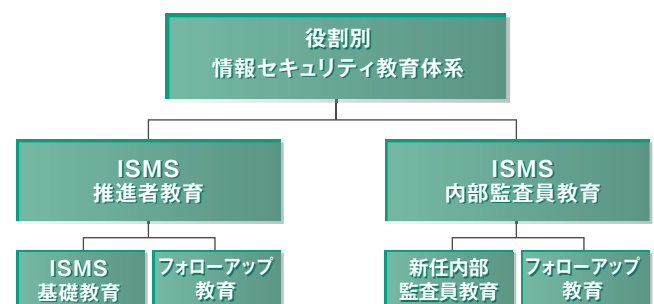 役割別
情報セキュリティ教育体系
ISMS
推進者教育
ISMS
内部監査員教育
ISMS
基礎教育
フォローアップ
教育
新任内部
監査員教育
フォローアップ
教育